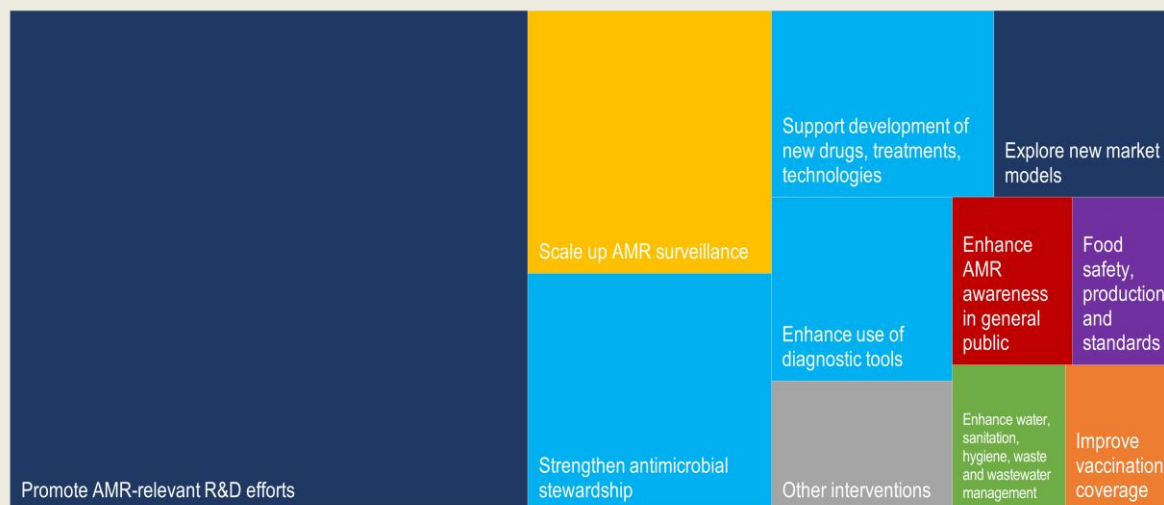 Promote AMR-relevant R&D efforts
Scale up AMR surveillance
Strengthen antimicrobial
stewardship
Support development of
new drugs, treatments,
technologies
Explore new market
models
Enhance use of
diagnostic tools
Other interventions
Enhance
AMR
awareness
in general
public
Food
safety,
production
and
standards
Enhance water,
sanitation,
hygiene, waste
and wastewater
management
Improve
vaccination
coverage